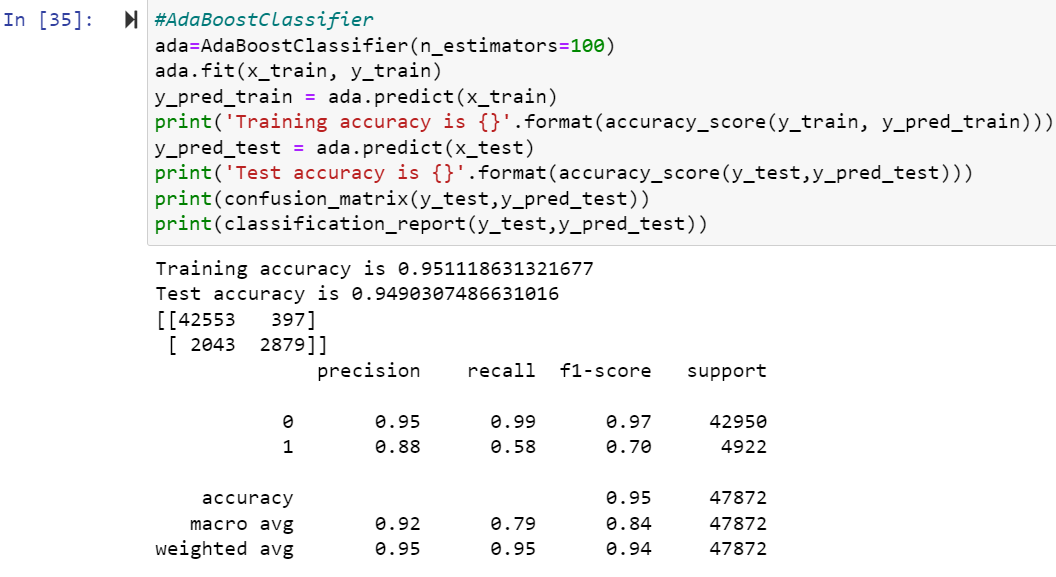 In [35]:
#AdaBoostClassifier
ada=AdaBoostClassifier(n_estimators=100)
ada.fit(x_train, y_train)
y_pred_train = ada.predict(x_train)
print('Training accuracy is {}'.format(accuracy_score(y_train, y_pred_train)))
y_pred_test = ada.predict(x_test)
print('Test accuracy is {}'.format(accuracy_score(y_test,y_pred_test)))
print(confusion_matrix(y_test,y_pred_test))
print(classification_report(y_test,y_pred_test))
Training accuracy is 0.951118631321677
Test accuracy is 0.9490307486631016
[[42553   397]
 [ 2043  2879]]
              precision    recall  f1-score   support
           0       0.95      0.99      0.97     42950
           1       0.88      0.58      0.70      4922
    accuracy                           0.95     47872
   macro avg       0.92      0.79      0.84     47872
weighted avg       0.95      0.95      0.94     47872